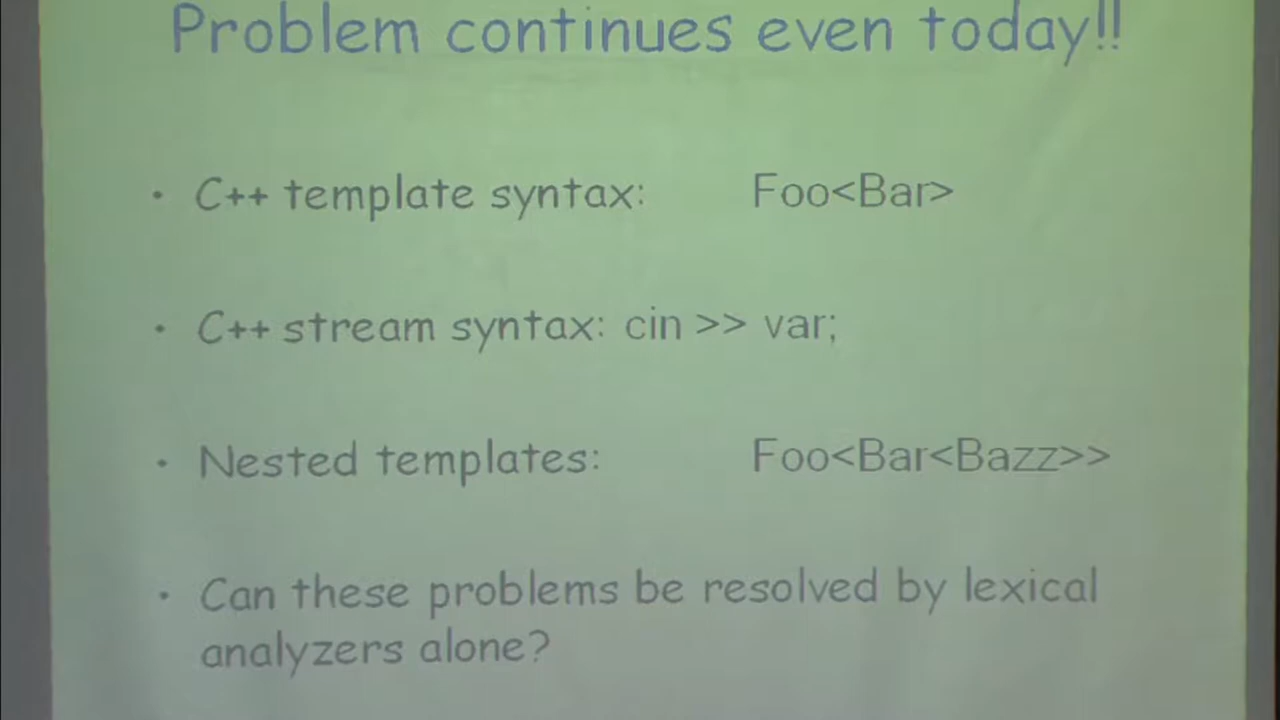 Problem continues even today!!
• C++ template syntax: Foo<Bar>
• C++ stream syntax: cin >> var;
• Nested templates: Foo<Bar<Bazz>>
• Can these problems be resolved by lexical
analyzers alone?